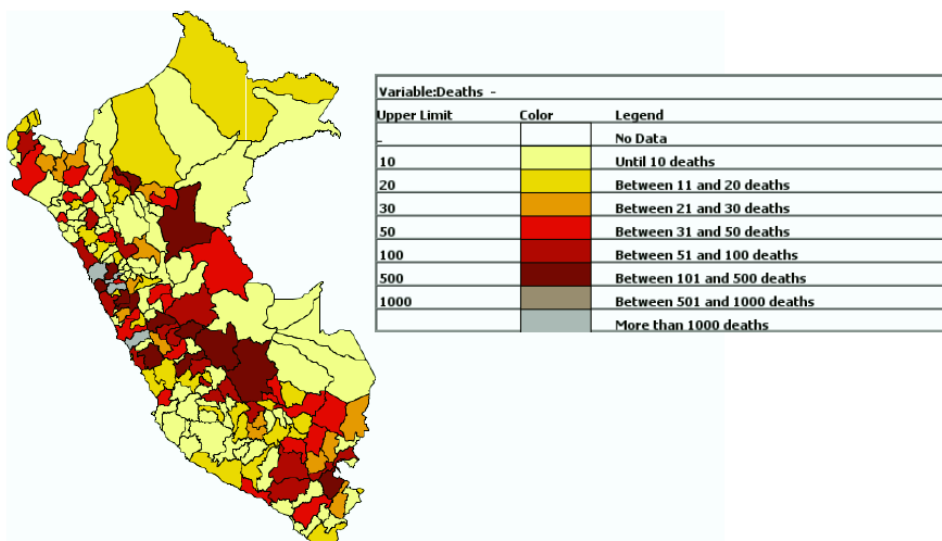 Variable:Deaths -
Upper Limit Color Legend
- No Data
10 Until 10 deaths
20 Between 11 and 20 deaths
30 Between 21 and 30 deaths
50 Between 31 and 50 deaths
100 Between 51 and 100 deaths
500 Between 101 and 500 deaths
1000 Between 501 and 1000 deaths
More than 1000 deaths